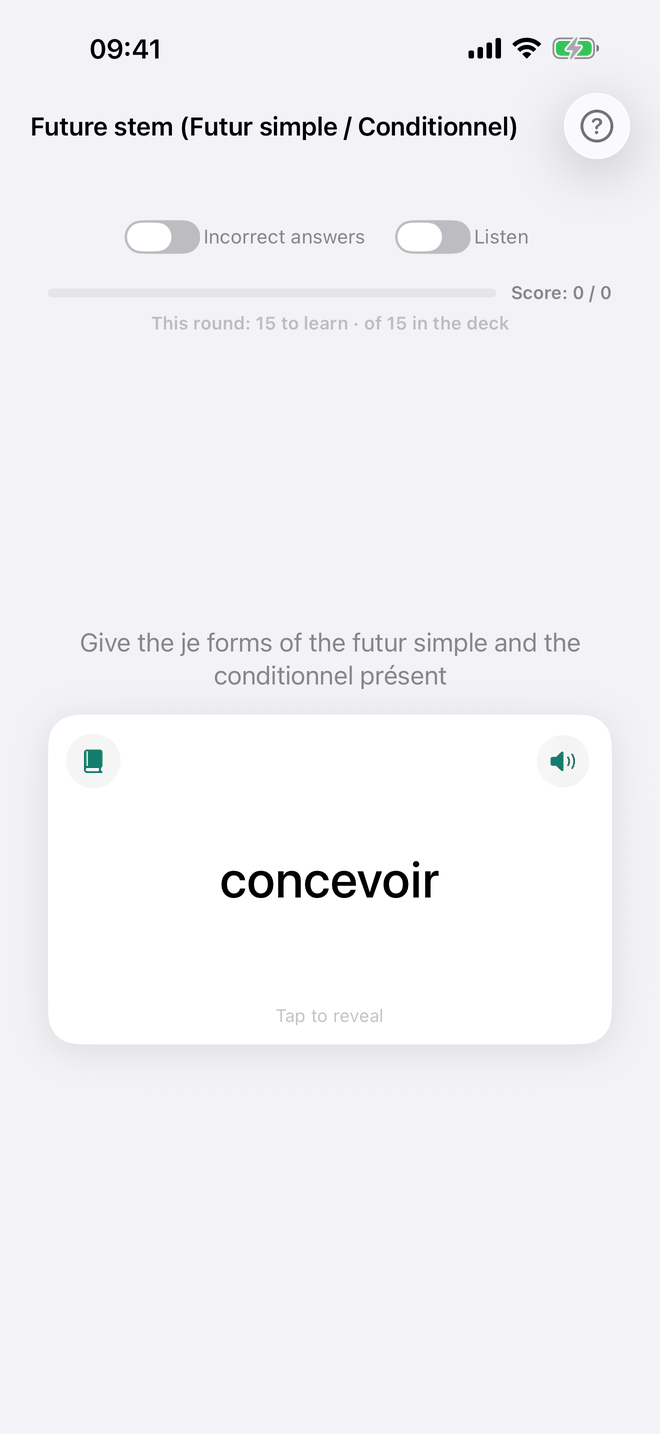 09:41
Future stem (Futur simple / Conditionnel)
Incorrect answers
Listen
Score: 0 / 0
This round: 15 to learn · of 15 in the deck
Give the je forms of the futur simple and the
conditionnel présent
concevoir
Tap to reveal